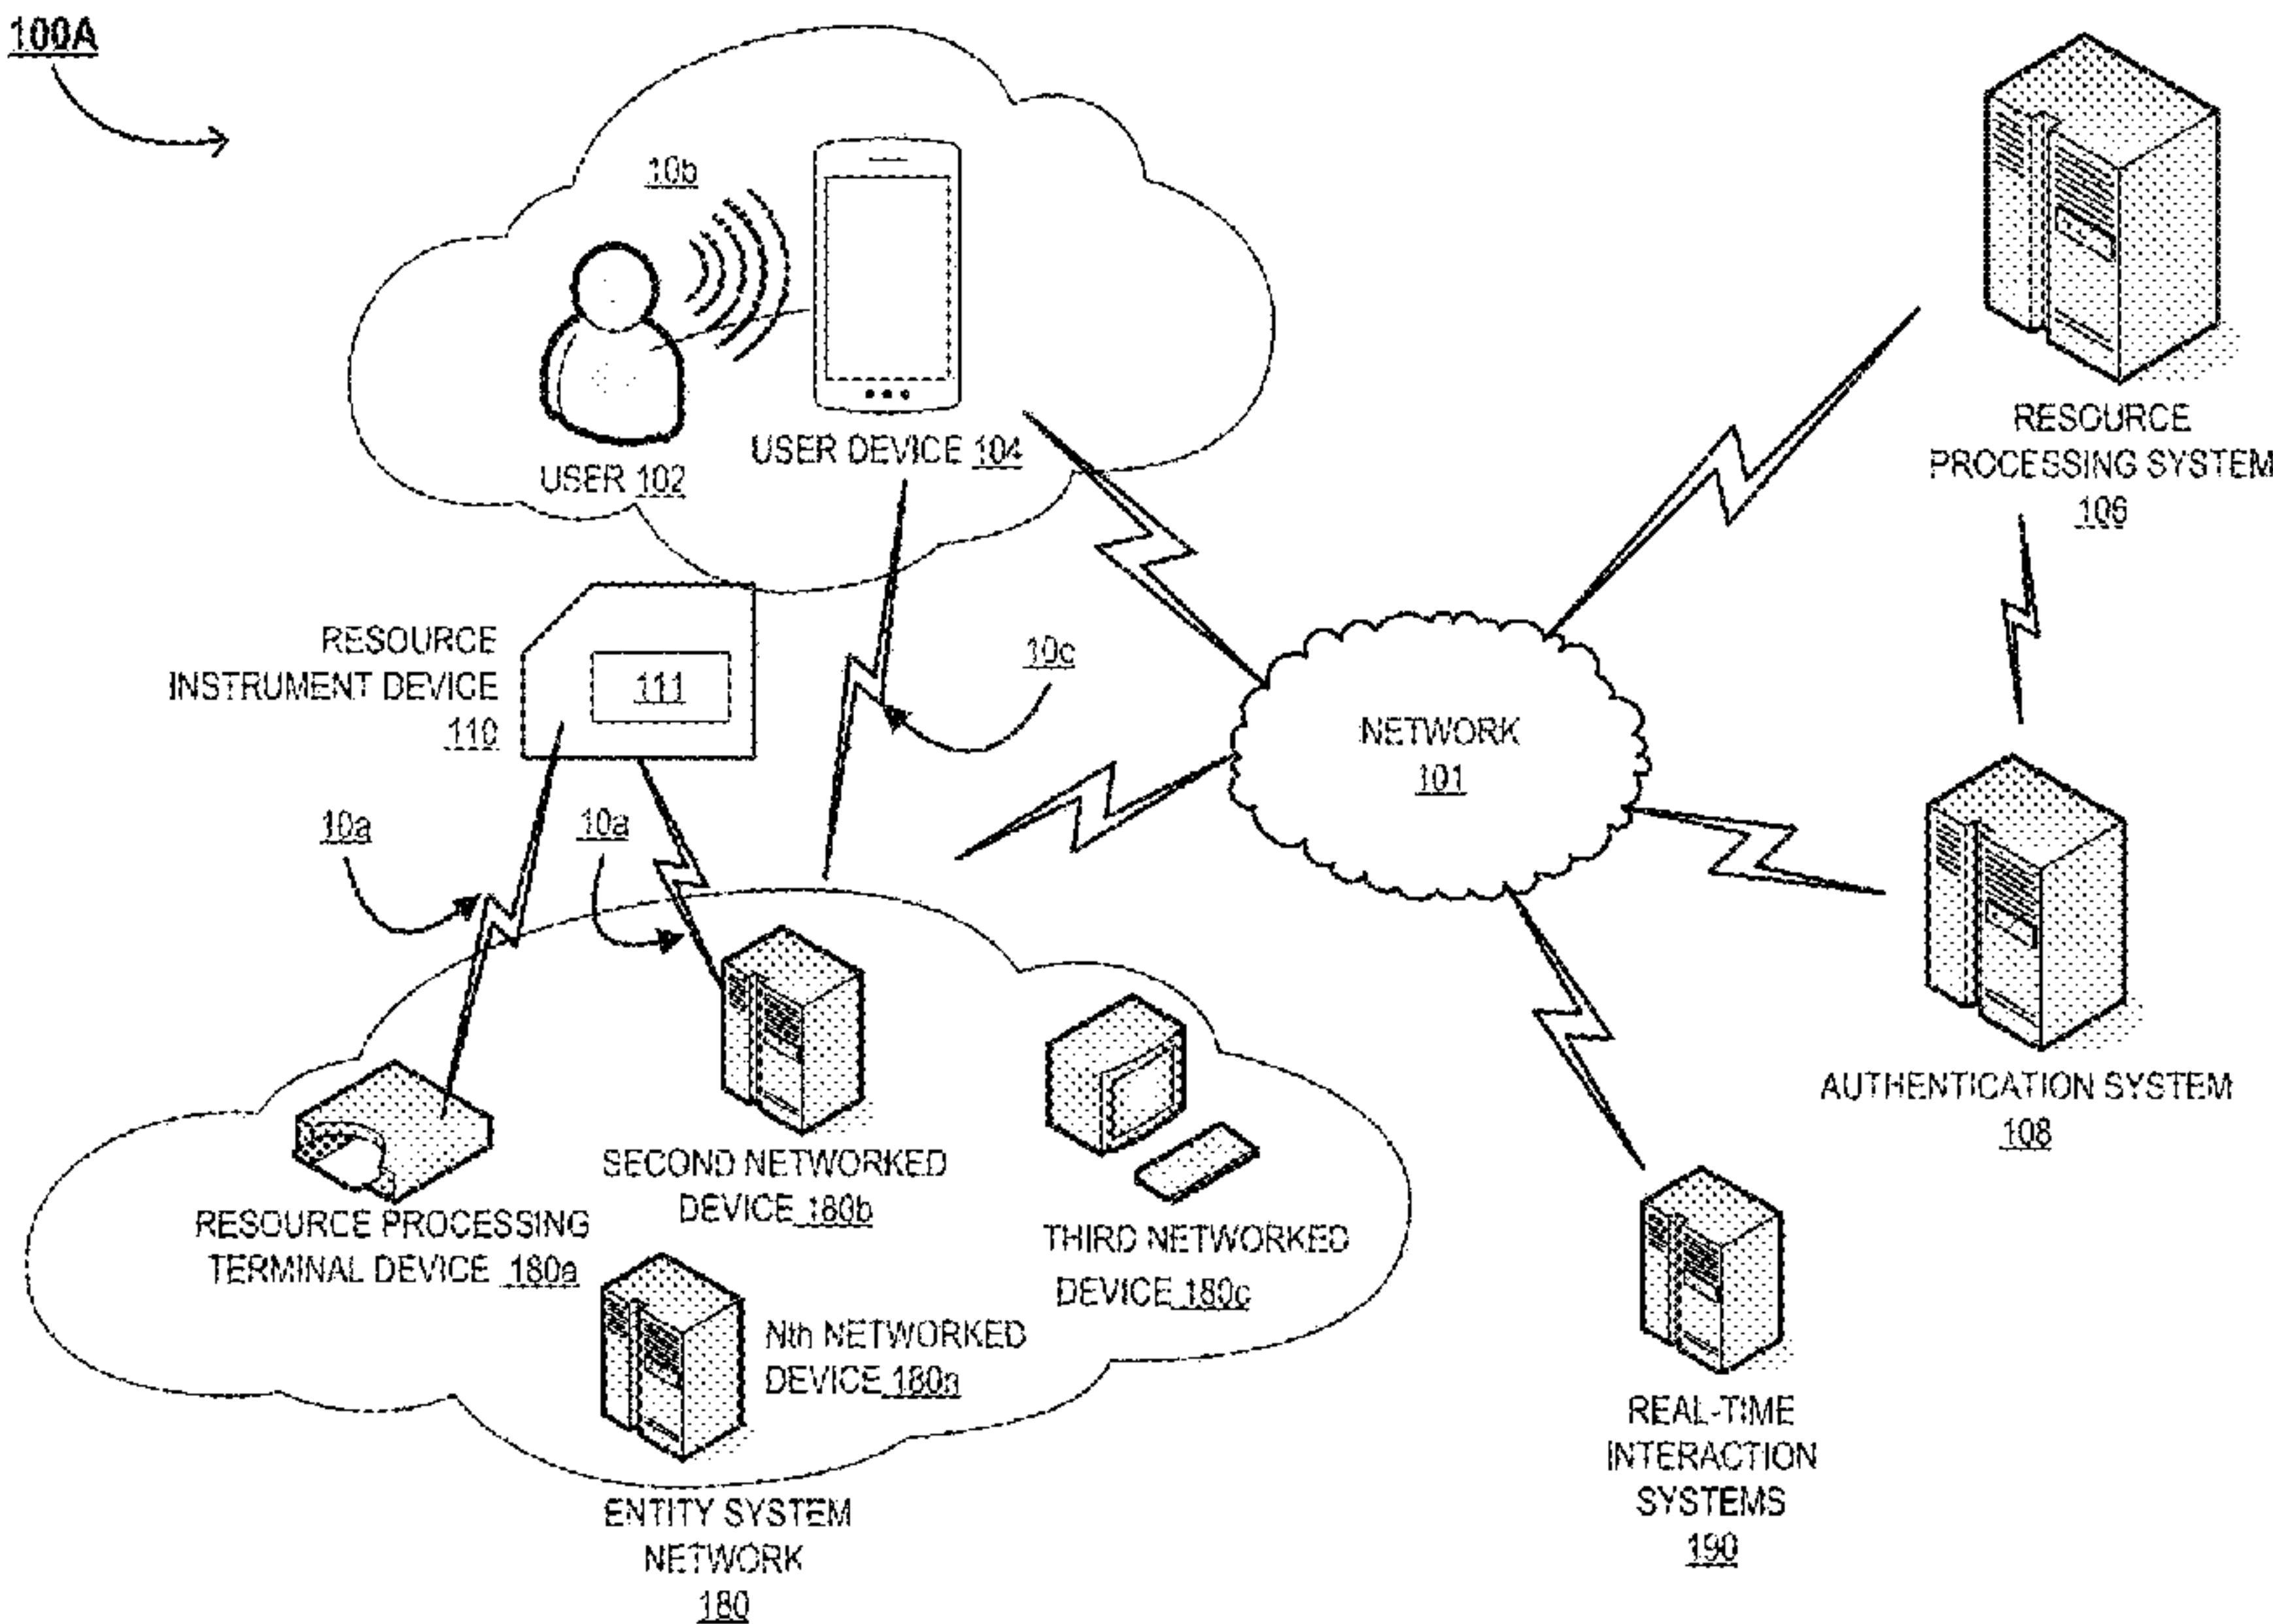 100A
10b
USER DEVICE 104
USER 102
RESOURCE
PROCESSING SYSTEM
106
RESOURCE
INSTRUMENT DEVICE
110
111
10c
NETWORK
101
10a
10a
AUTHENTICATION SYSTEM
108
SECOND NETWORKED
DEVICE 180b
RESOURCE PROCESSING
TERMINAL DEVICE 180a
THIRD NETWORKED
DEVICE 180c
Nth NETWORKED
DEVICE 180n
REAL-TIME
INTERACTION
SYSTEMS
190
ENTITY SYSTEM
NETWORK
180